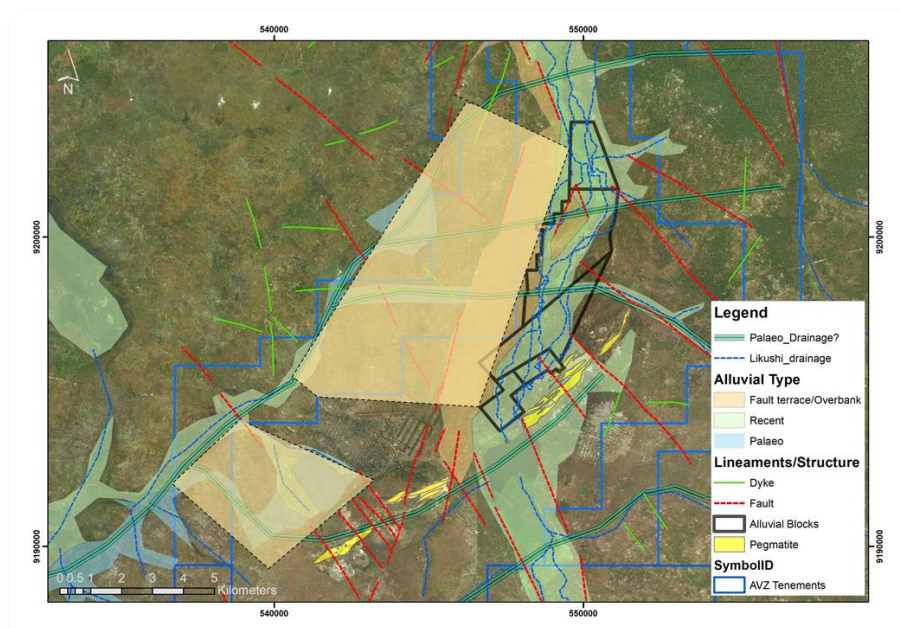 540000
550000
N
9200000
9200000
Legend
Palaeo_Drainage?
Likushi_drainage
Alluvial Type
Fault terrace/Overbank
Recent
Palaeo
Lineaments/Structure
Dyke
Fault
Alluvial Blocks
Pegmatite
SymbolID
AVZ Tenements
9190000
9190000
0 0.5 1 2 3 4 5
Kilometers
540000
550000